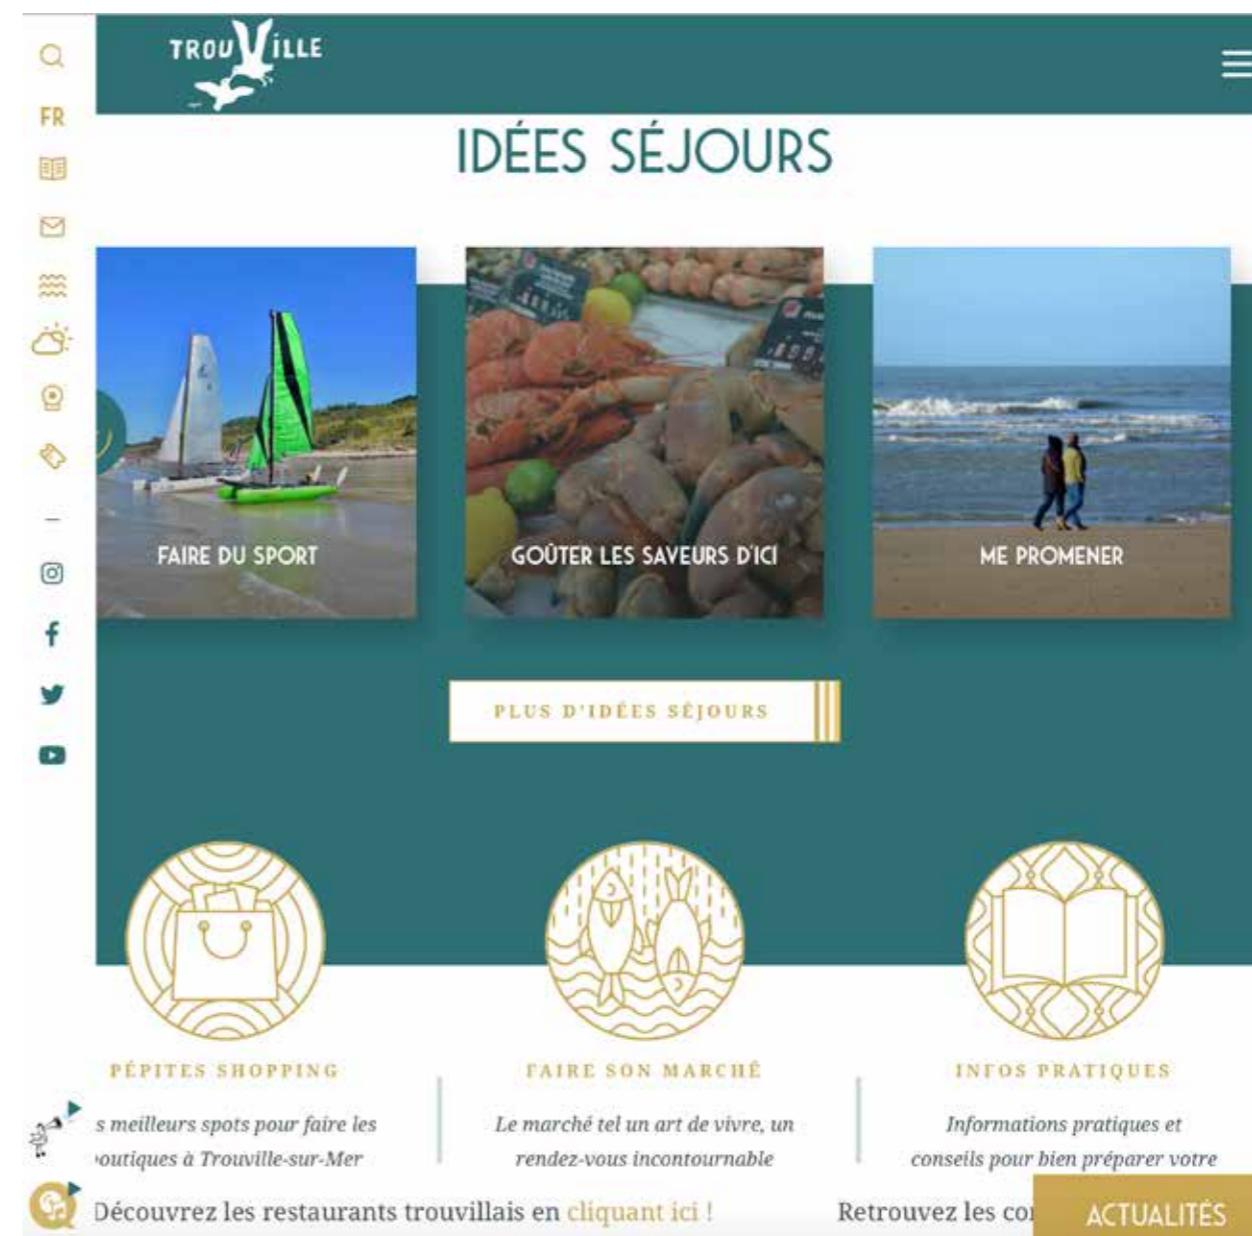 TROUVILLE
FR
IDÉES SÉJOURS
FAIRE DU SPORT
GOÛTER LES SAVEURS D'ICI
ME PROMENER
PLUS D'IDÉES SÉJOURS
PÉPITES SHOPPING
s meilleurs spots pour faire les
outiques à Trouville-sur-Mer
FAIRE SON MARCHÉ
Le marché tel un art de vivre, un
rendez-vous incontournable
INFOS PRATIQUES
Informations pratiques et
conseils pour bien préparer votre
Découvrez les restaurants trouvillais en cliquant ici !
Retrouvez les co
ACTUALITÉS